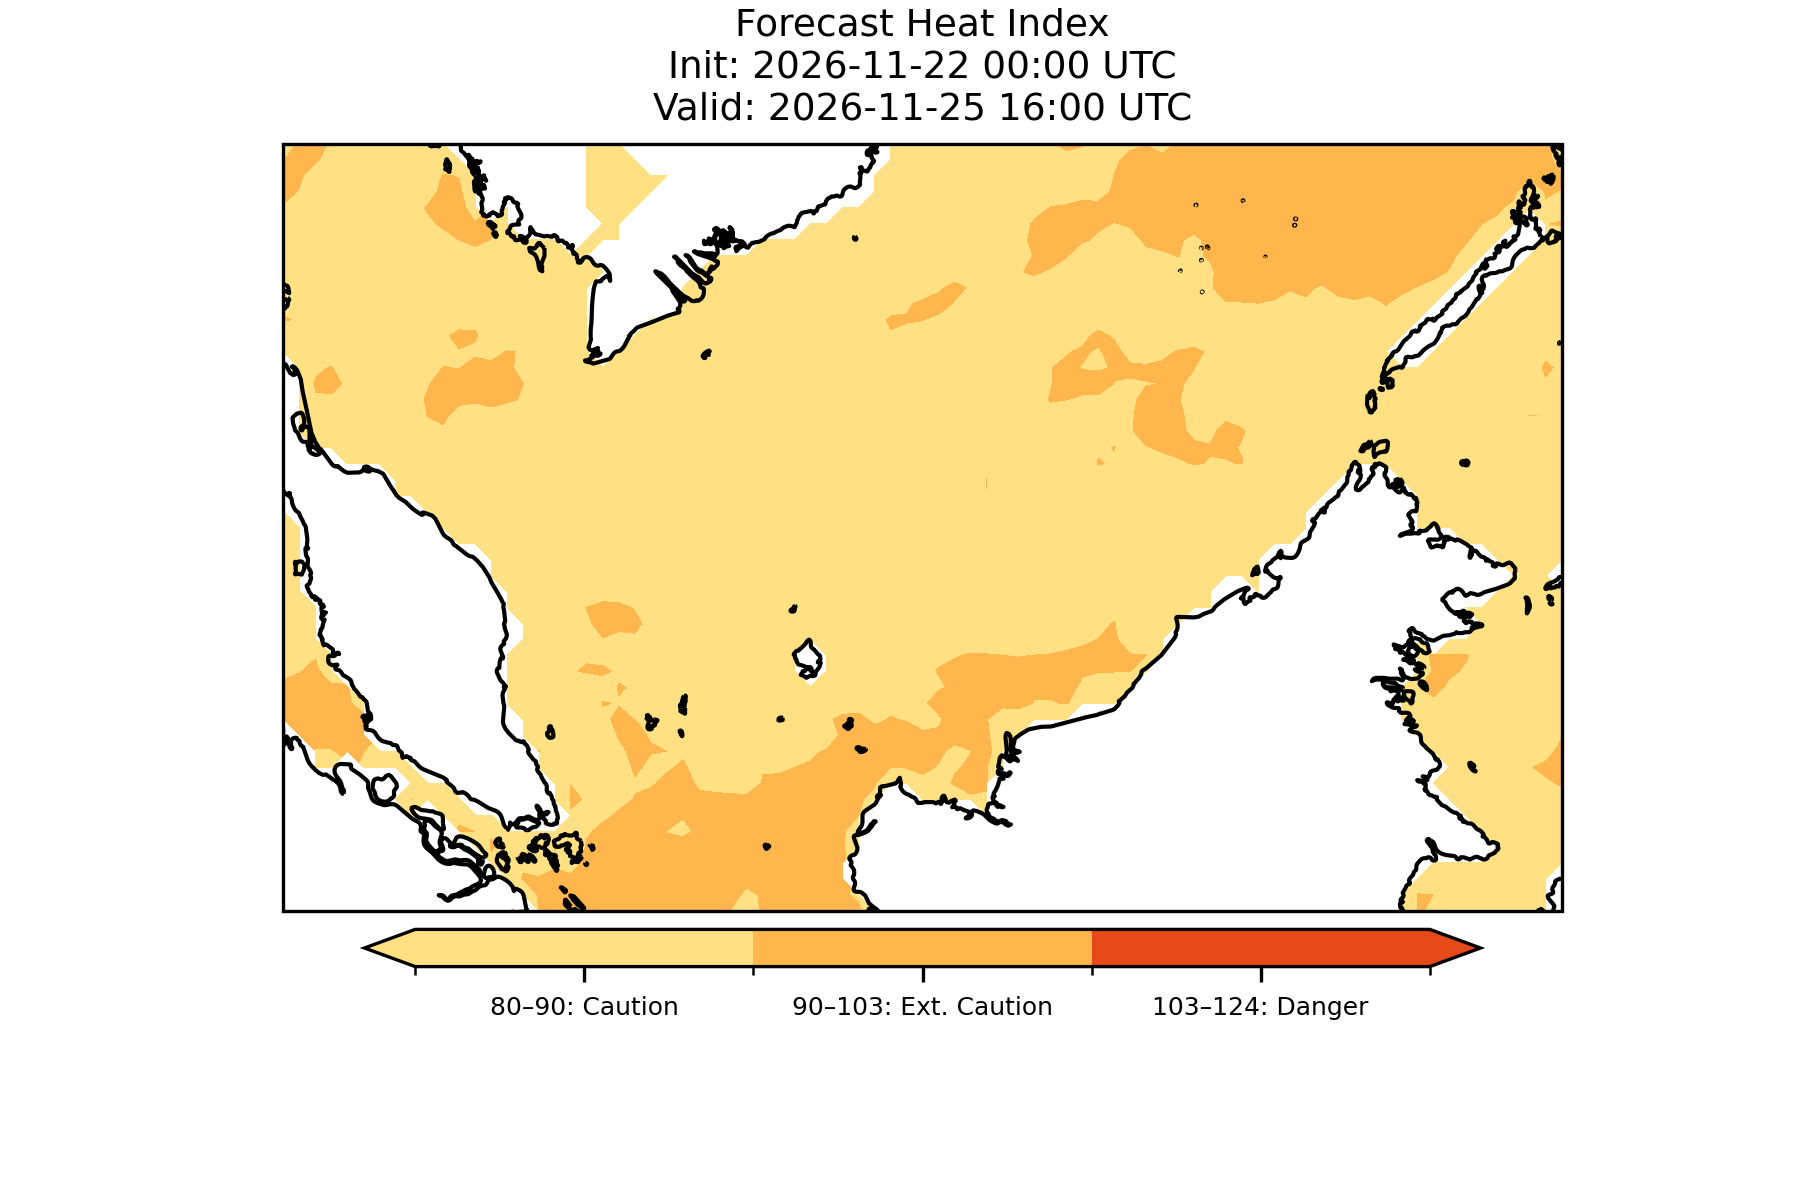 Forecast Heat Index
Init: 2026-11-22 00:00 UTC
Valid: 2026-11-25 16:00 UTC
80–90: Caution
90–103: Ext. Caution
103–124: Danger